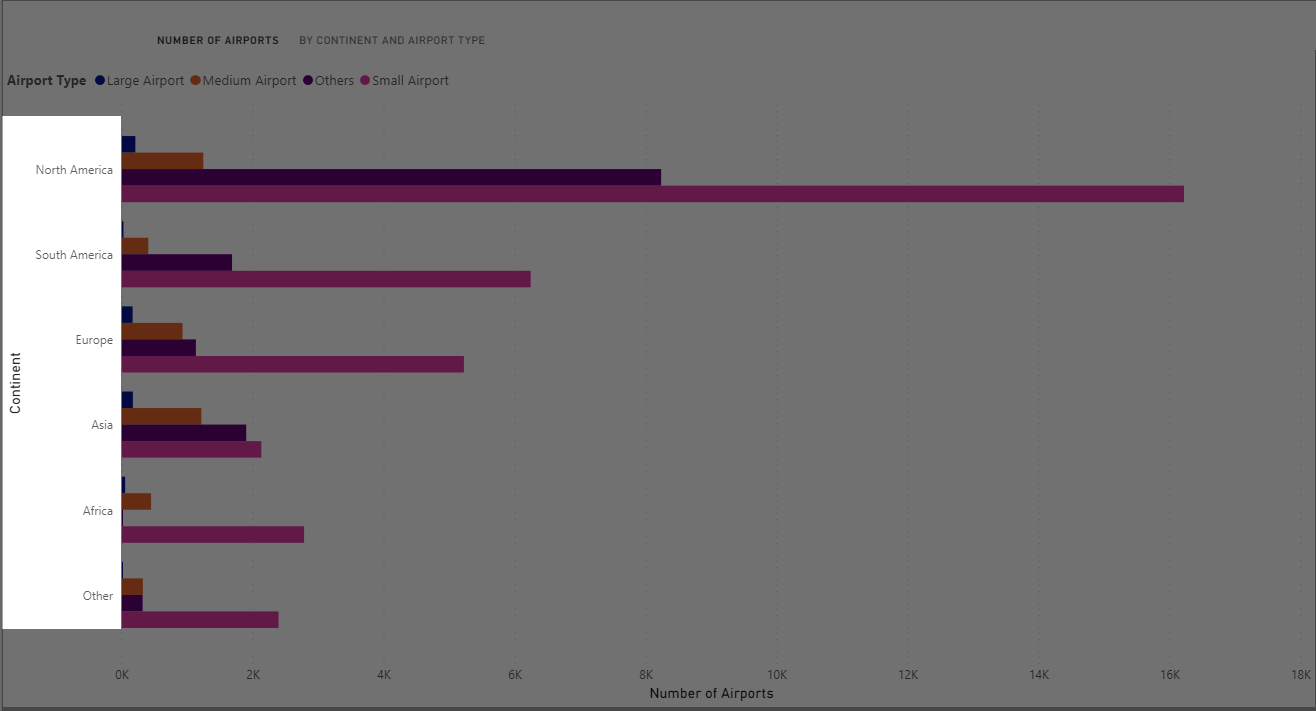 NUMBER OF AIRPORTS BY CONTINENT AND AIRPORT TYPE
Airport Type Large Airport Medium Airport Others Small Airport
North America
South America
Europe
Asia
Africa
Other
Continent
0K 2K 4K 6K 8K 10K 12K 14K 16K 18K
Number of Airports